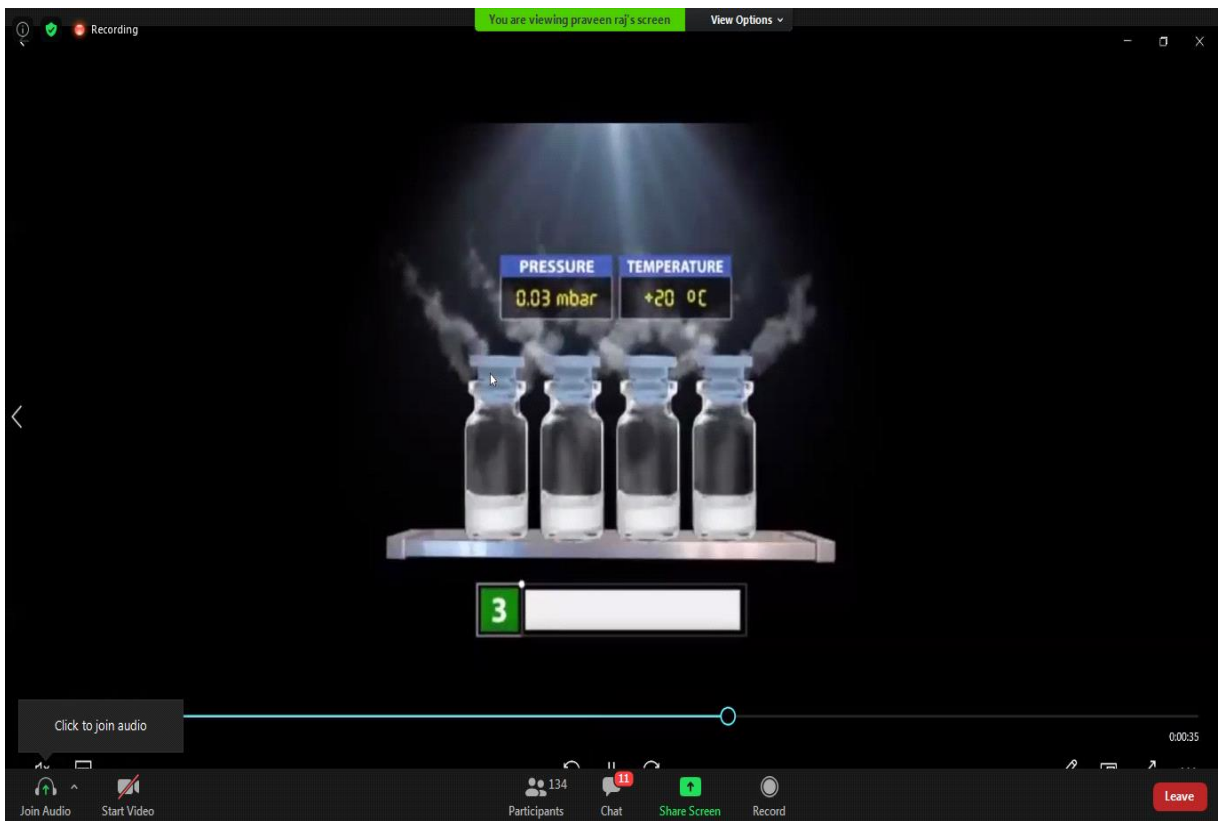 You are viewing praveen raj's screen View Options
Recording
PRESSURE TEMPERATURE
0.03 mbar +20 °C
3
Click to join audio
0:00:35
134
11
Join Audio Start Video Participants Chat Share Screen Record Leave